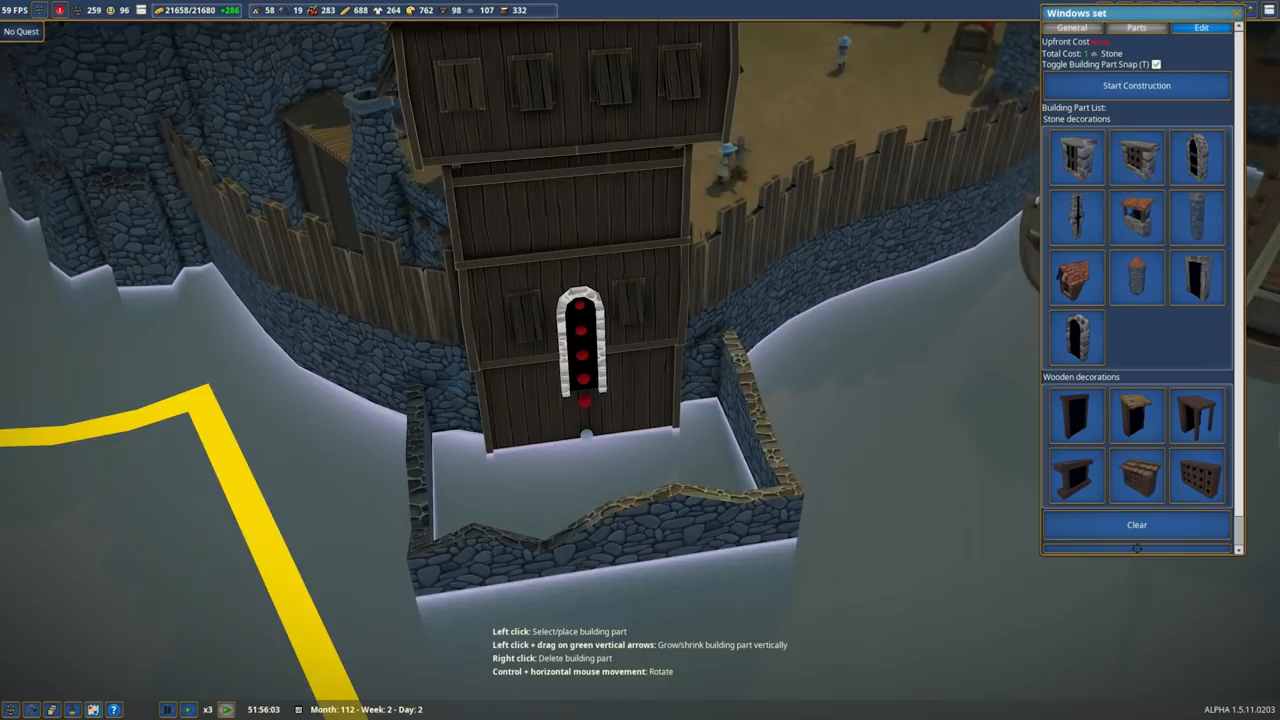 59 FPS 259 96 21658/21680 +286 58 19 283 688 264 762 98 107 332
No Quest
Windows set
General Parts Edit
Upfront Cost
Total Cost: 1 Stone
Toggle Building Part Snap (T)
Start Construction
Building Part List:
Stone decorations
Wooden decorations
Clear
Left click: Select/place building part
Left click + drag on green vertical arrows: Grow/shrink building part vertically
Right click: Delete building part
Control + horizontal mouse movement: Rotate
x3 51:56:03 Month: 112 - Week: 2 - Day: 2
ALPHA 1.5.11.0203